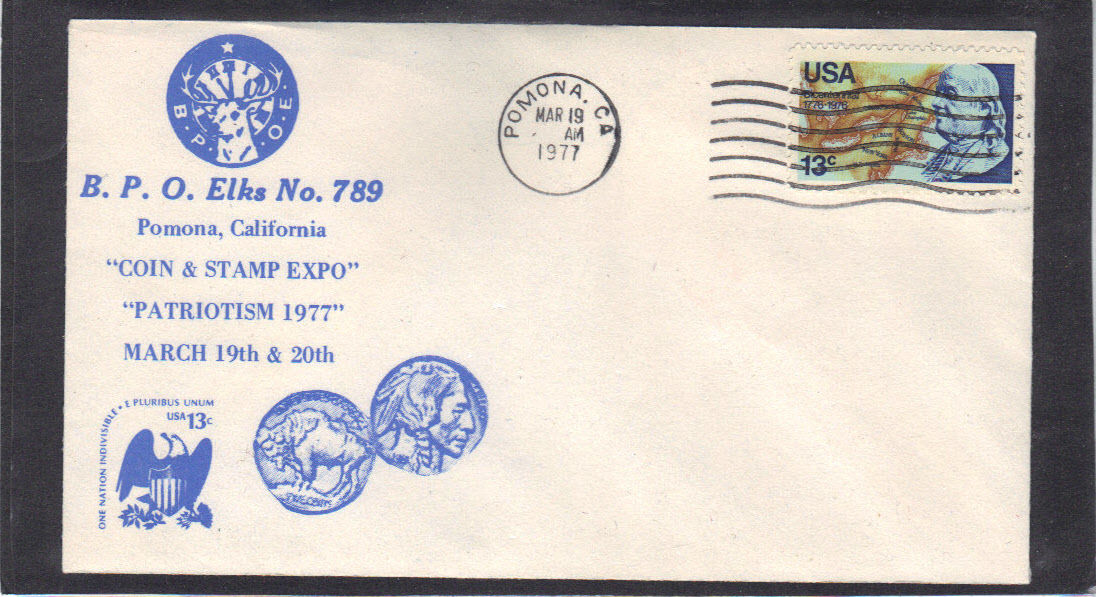 B. P. O. E.
B. P. O. Elks No. 789
Pomona, California
“COIN & STAMP EXPO”
“PATRIOTISM 1977”
MARCH 19th & 20th
ONE NATION INDIVISIBLE • E PLURIBUS UNUM
USA 13c
POMONA, CA
MAR 19
AM
1977
USA
Bicentennial
1776-1976
13c